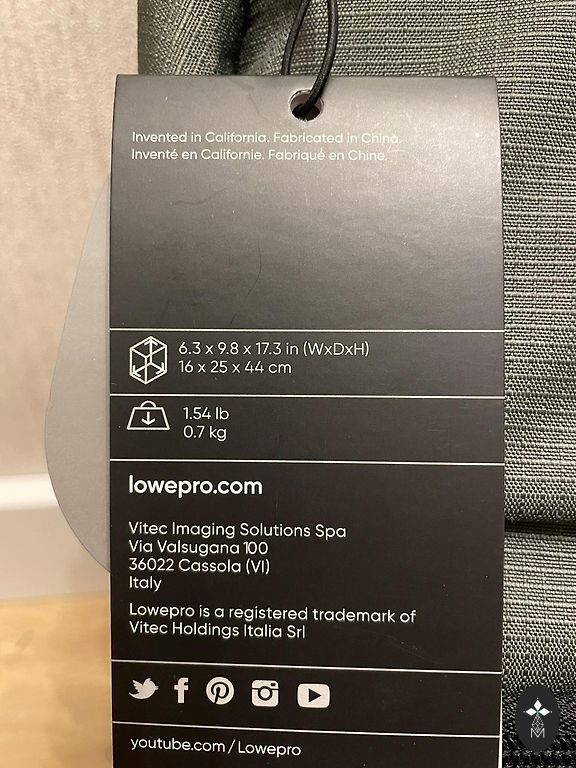 Invented in California. Fabricated in China.
Inventé en Californie. Fabriqué en Chine.
6.3 x 9.8 x 17.3 in (WxDxH)
16 x 25 x 44 cm
1.54 lb
0.7 kg
lowepro.com
Vitec Imaging Solutions Spa
Via Valsugana 100
36022 Cassola (VI)
Italy
Lowepro is a registered trademark of
Vitec Holdings Italia Srl
youtube.com/Lowepro
M